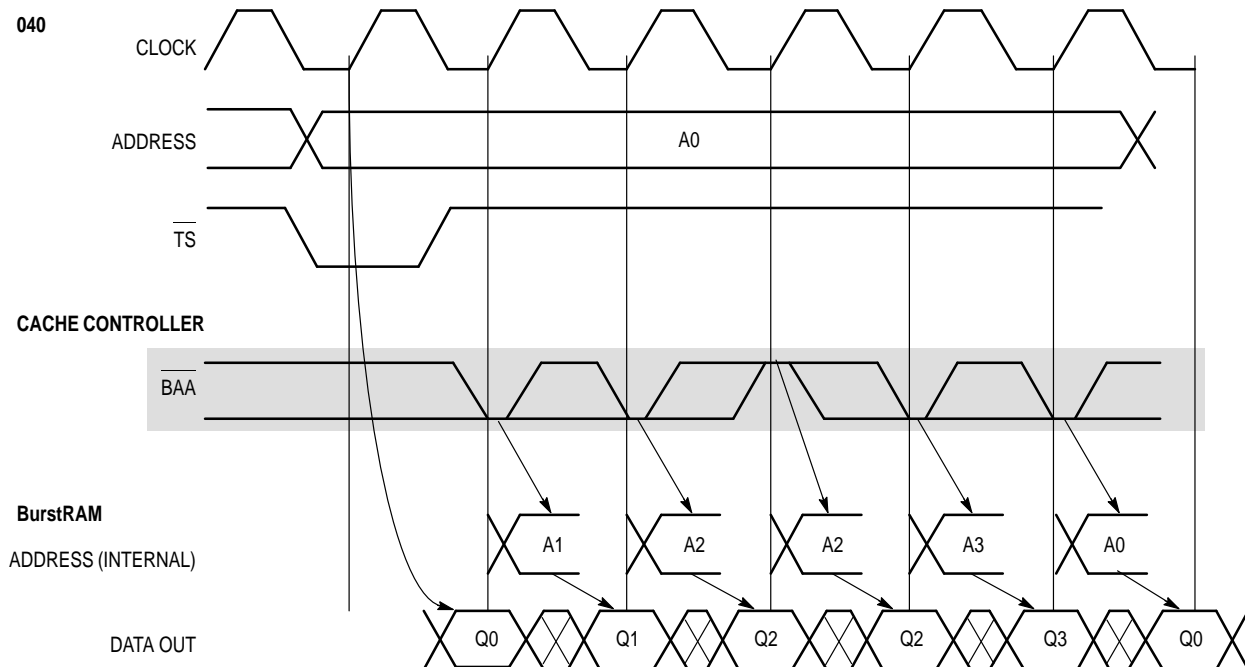 040
CLOCK
ADDRESS
A0
TS
CACHE CONTROLLER
BAA
BurstRAM
ADDRESS (INTERNAL)
A1 A2 A2 A3 A0
DATA OUT
Q0 Q1 Q2 Q2 Q3 Q0